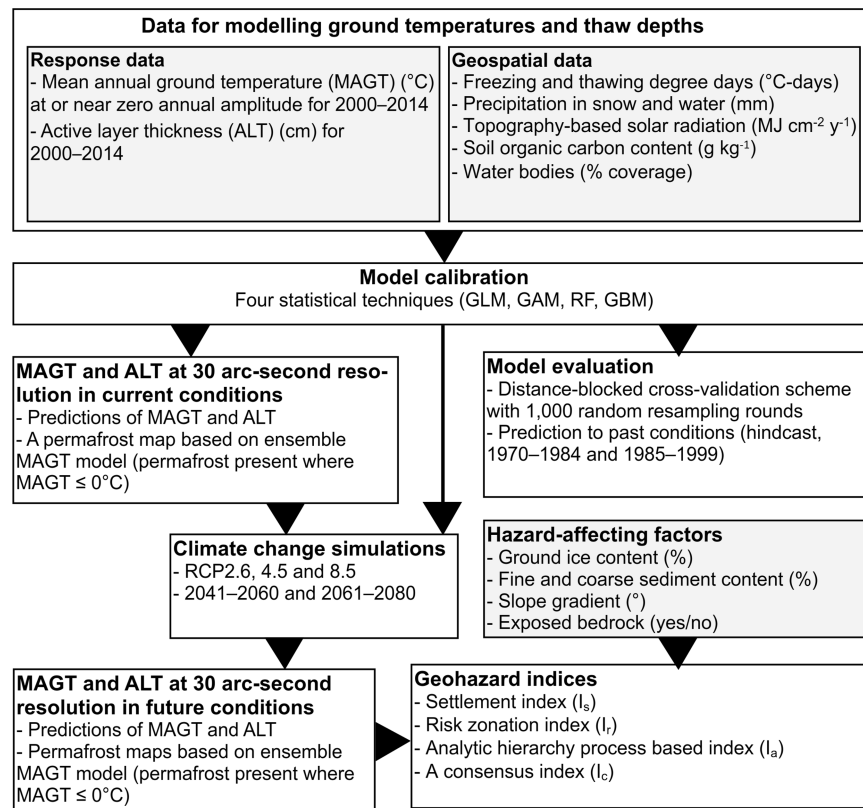 Data for modelling ground temperatures and thaw depths
Response data
- Mean annual ground temperature (MAGT) (°C)
at or near zero annual amplitude for 2000–2014
- Active layer thickness (ALT) (cm) for
2000–2014
Geospatial data
- Freezing and thawing degree days (°C-days)
- Precipitation in snow and water (mm)
- Topography-based solar radiation (MJ cm⁻² y⁻¹)
- Soil organic carbon content (g kg⁻¹)
- Water bodies (% coverage)
Model calibration
Four statistical techniques (GLM, GAM, RF, GBM)
MAGT and ALT at 30 arc-second reso-
lution in current conditions
- Predictions of MAGT and ALT
- A permafrost map based on ensemble
MAGT model (permafrost present where
MAGT ≤ 0°C)
Model evaluation
- Distance-blocked cross-validation scheme
with 1,000 random resampling rounds
- Prediction to past conditions (hindcast,
1970–1984 and 1985–1999)
Climate change simulations
- RCP2.6, 4.5 and 8.5
- 2041–2060 and 2061–2080
Hazard-affecting factors
- Ground ice content (%)
- Fine and coarse sediment content (%)
- Slope gradient (°)
- Exposed bedrock (yes/no)
MAGT and ALT at 30 arc-second
resolution in future conditions
- Predictions of MAGT and ALT
- Permafrost maps based on ensemble
MAGT model (permafrost present where
MAGT ≤ 0°C)
Geohazard indices
- Settlement index (Iₛ)
- Risk zonation index (Iᵣ)
- Analytic hierarchy process based index (Iₐ)
- A consensus index (I꜀)